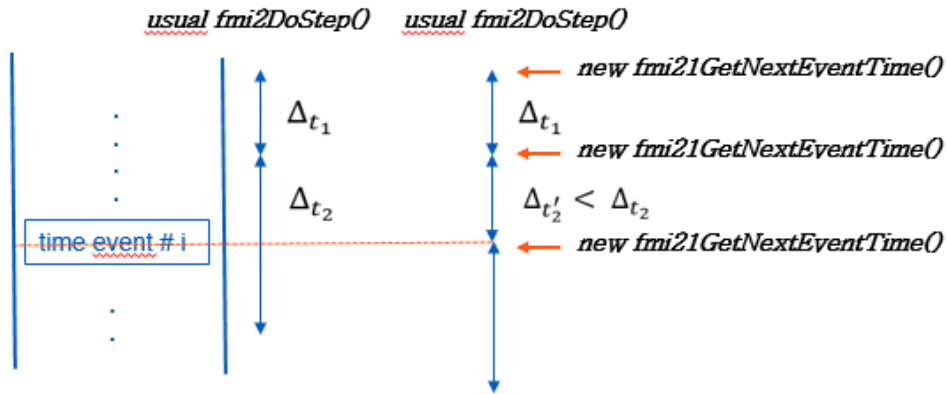 usual fmi2DoStep() usual fmi2DoStep()
new fmi21GetNextEventTime()
Δt1 Δt1
new fmi21GetNextEventTime()
Δt2 Δt′2 < Δt2
time event # i
new fmi21GetNextEventTime()